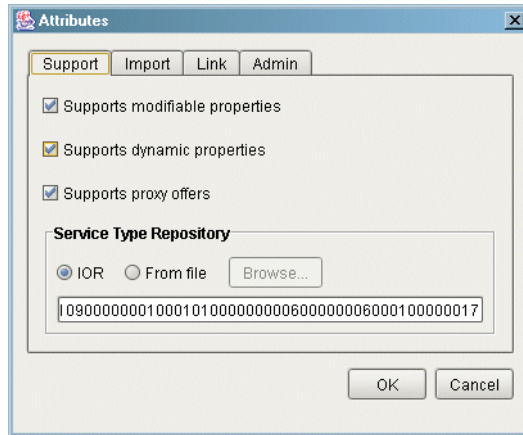 Attributes
Support Import Link Admin
Supports modifiable properties
Supports dynamic properties
Supports proxy offers
Service Type Repository
IOR From file Browse...
OK Cancel